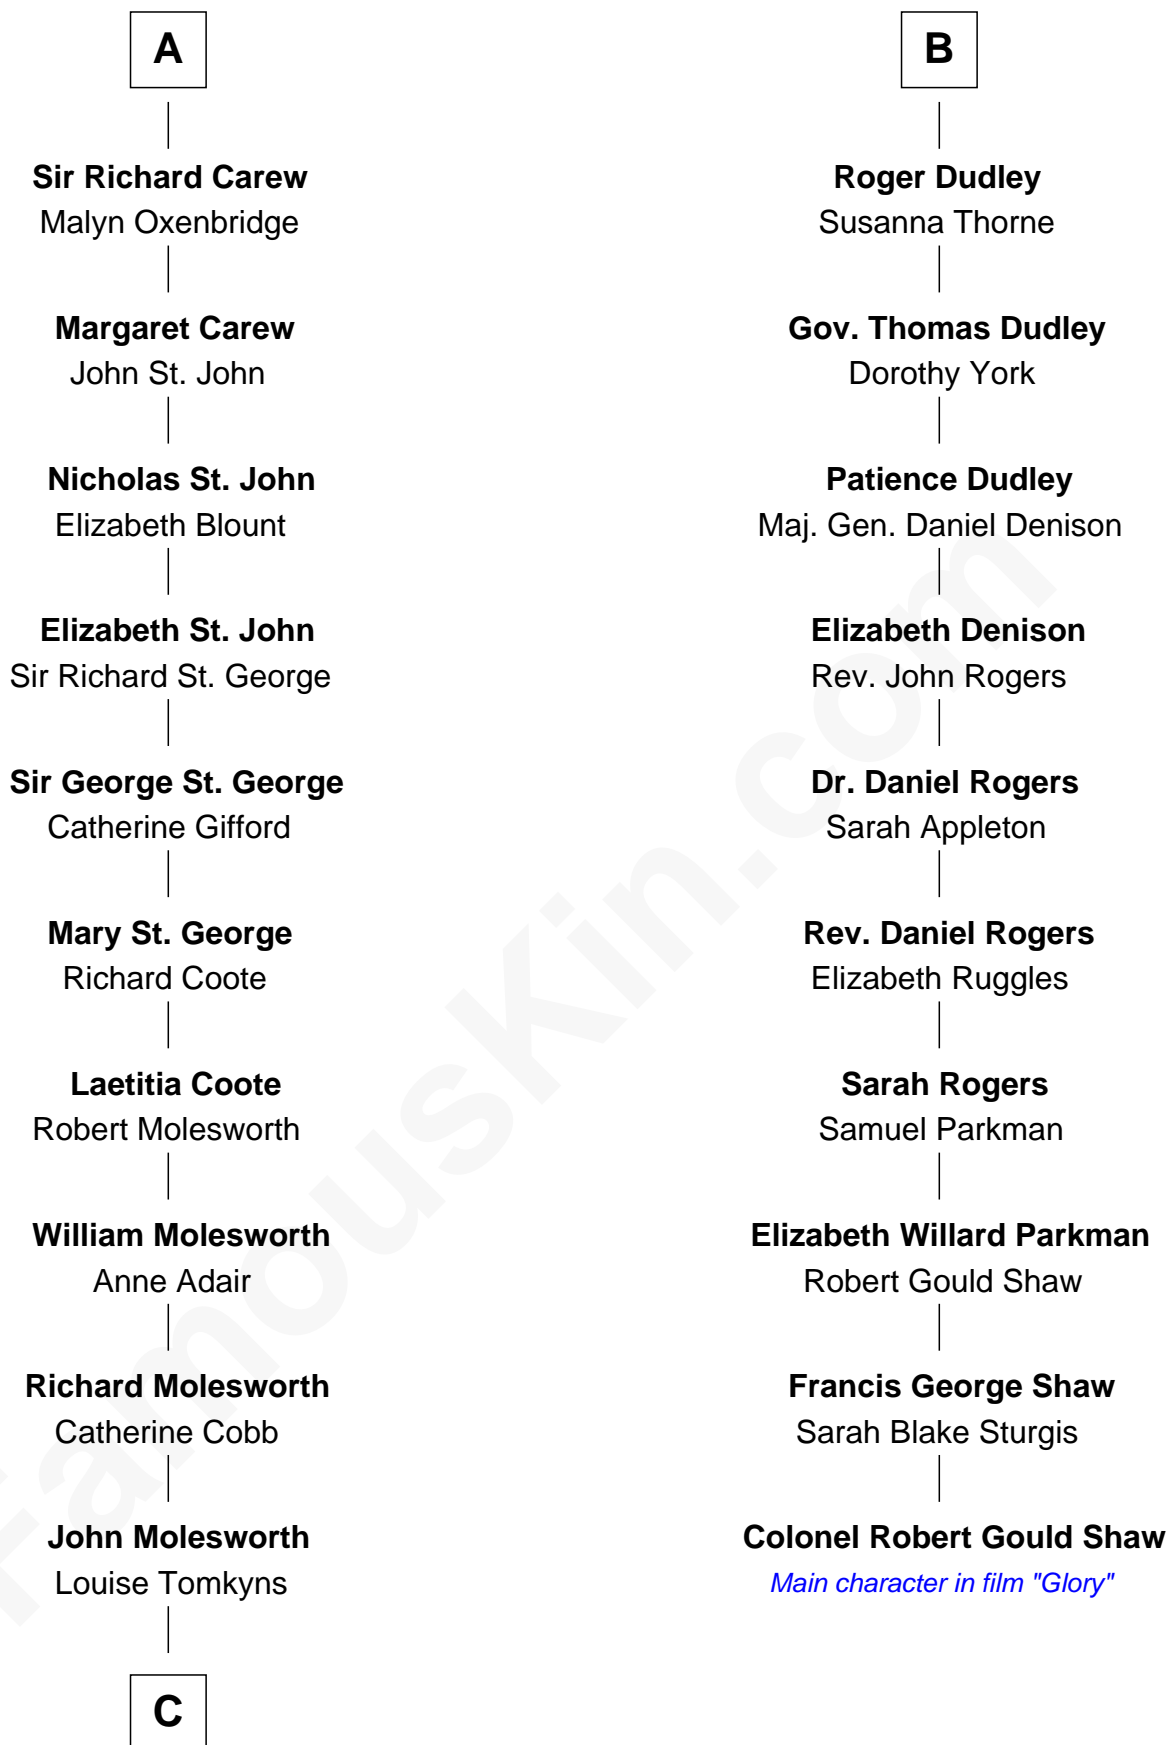 A
Sir Richard Carew
Malyn Oxenbridge
Margaret Carew
John St. John
Nicholas St. John
Elizabeth Blount
Elizabeth St. John
Sir Richard St. George
Sir George St. George
Catherine Gifford
Mary St. George
Richard Coote
Laetitia Coote
Robert Molesworth
William Molesworth
Anne Adair
Richard Molesworth
Catherine Cobb
John Molesworth
Louise Tomkyns
C
B
Roger Dudley
Susanna Thorne
Gov. Thomas Dudley
Dorothy York
Patience Dudley
Maj. Gen. Daniel Denison
Elizabeth Denison
Rev. John Rogers
Dr. Daniel Rogers
Sarah Appleton
Rev. Daniel Rogers
Elizabeth Ruggles
Sarah Rogers
Samuel Parkman
Elizabeth Willard Parkman
Robert Gould Shaw
Francis George Shaw
Sarah Blake Sturgis
Colonel Robert Gould Shaw
Main character in film "Glory"
FamousKin.com